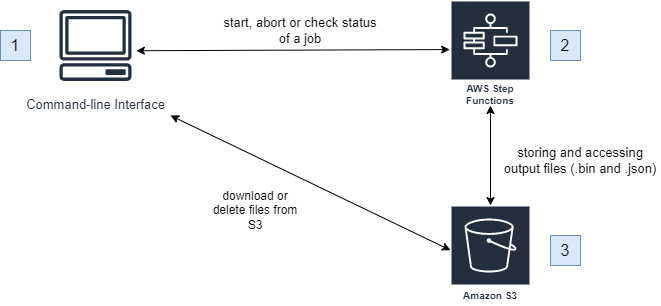 1
start, abort or check status
of a job
2
Command-line Interface
AWS Step
Functions
storing and accessing
output files (.bin and .json)
download or
delete files from
S3
3
Amazon S3